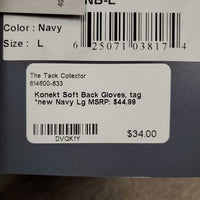 NB-L
Color : Navy
Size : L
6 25071 03817 4
The Tack Collector
614600-633
Konekt Soft Back Gloves, tag
*new Navy Lg MSRP: $44.99
DVQK1Y
$34.00